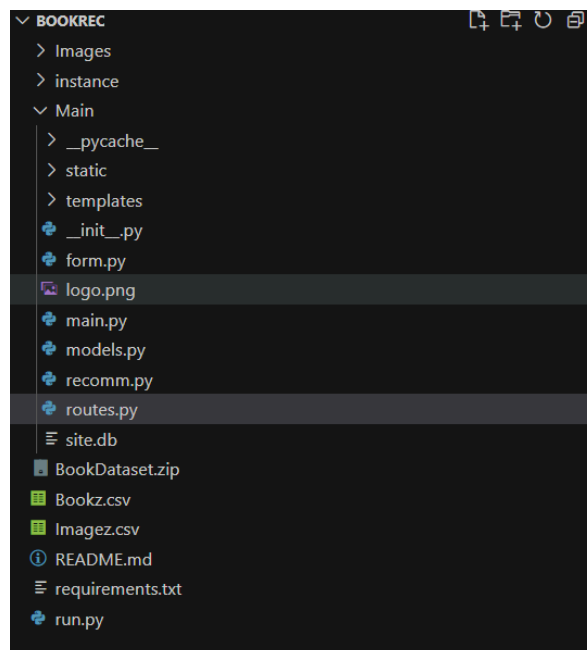 BOOKREC
Images
instance
Main
__pycache__
static
templates
__init__.py
form.py
logo.png
main.py
models.py
recomm.py
routes.py
site.db
BookDataset.zip
Bookz.csv
Imagez.csv
README.md
requirements.txt
run.py